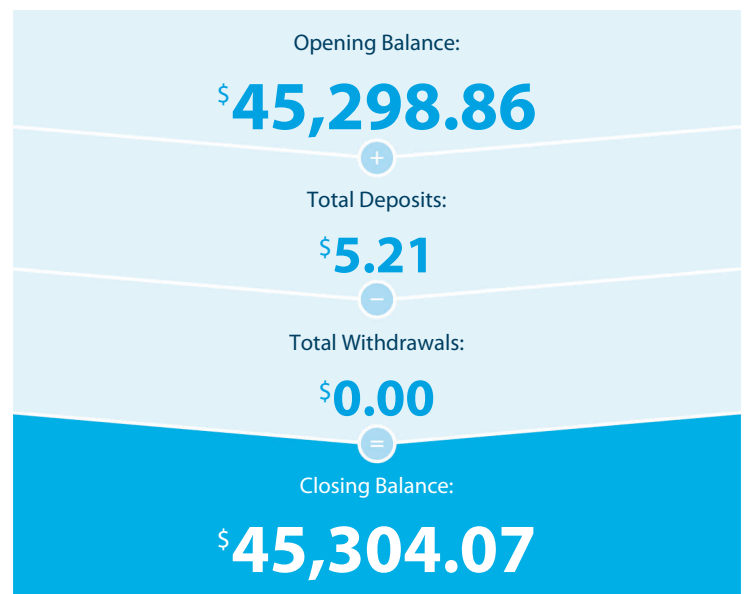 Opening Balance:
$45,298.86
+
Total Deposits:
$5.21
−
Total Withdrawals:
$0.00
=
Closing Balance:
$45,304.07